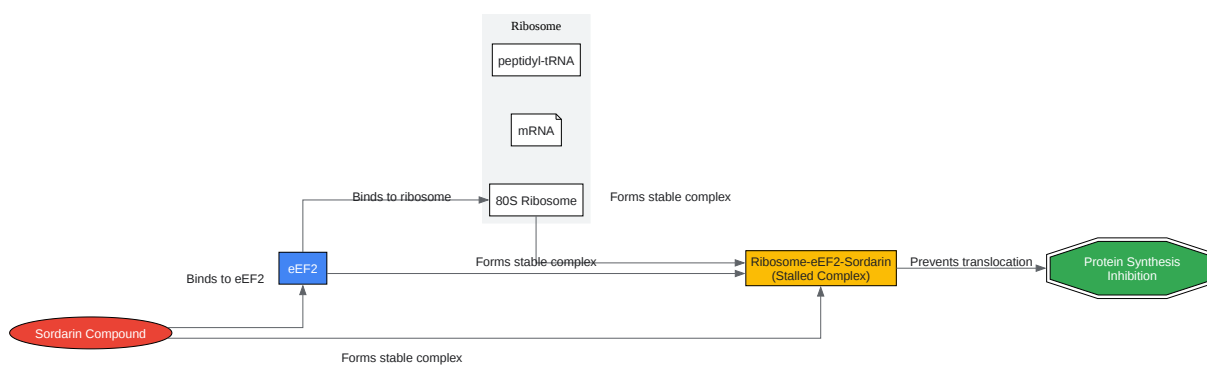 Ribosome
peptidyl-tRNA
mRNA
Binds to ribosome
80S Ribosome
Forms stable complex
Binds to eEF2
eEF2
Forms stable complex
Ribosome-eEF2-Sordarin
(Stalled Complex)
Prevents translocation
Protein Synthesis
Inhibition
Sordarin Compound
Forms stable complex